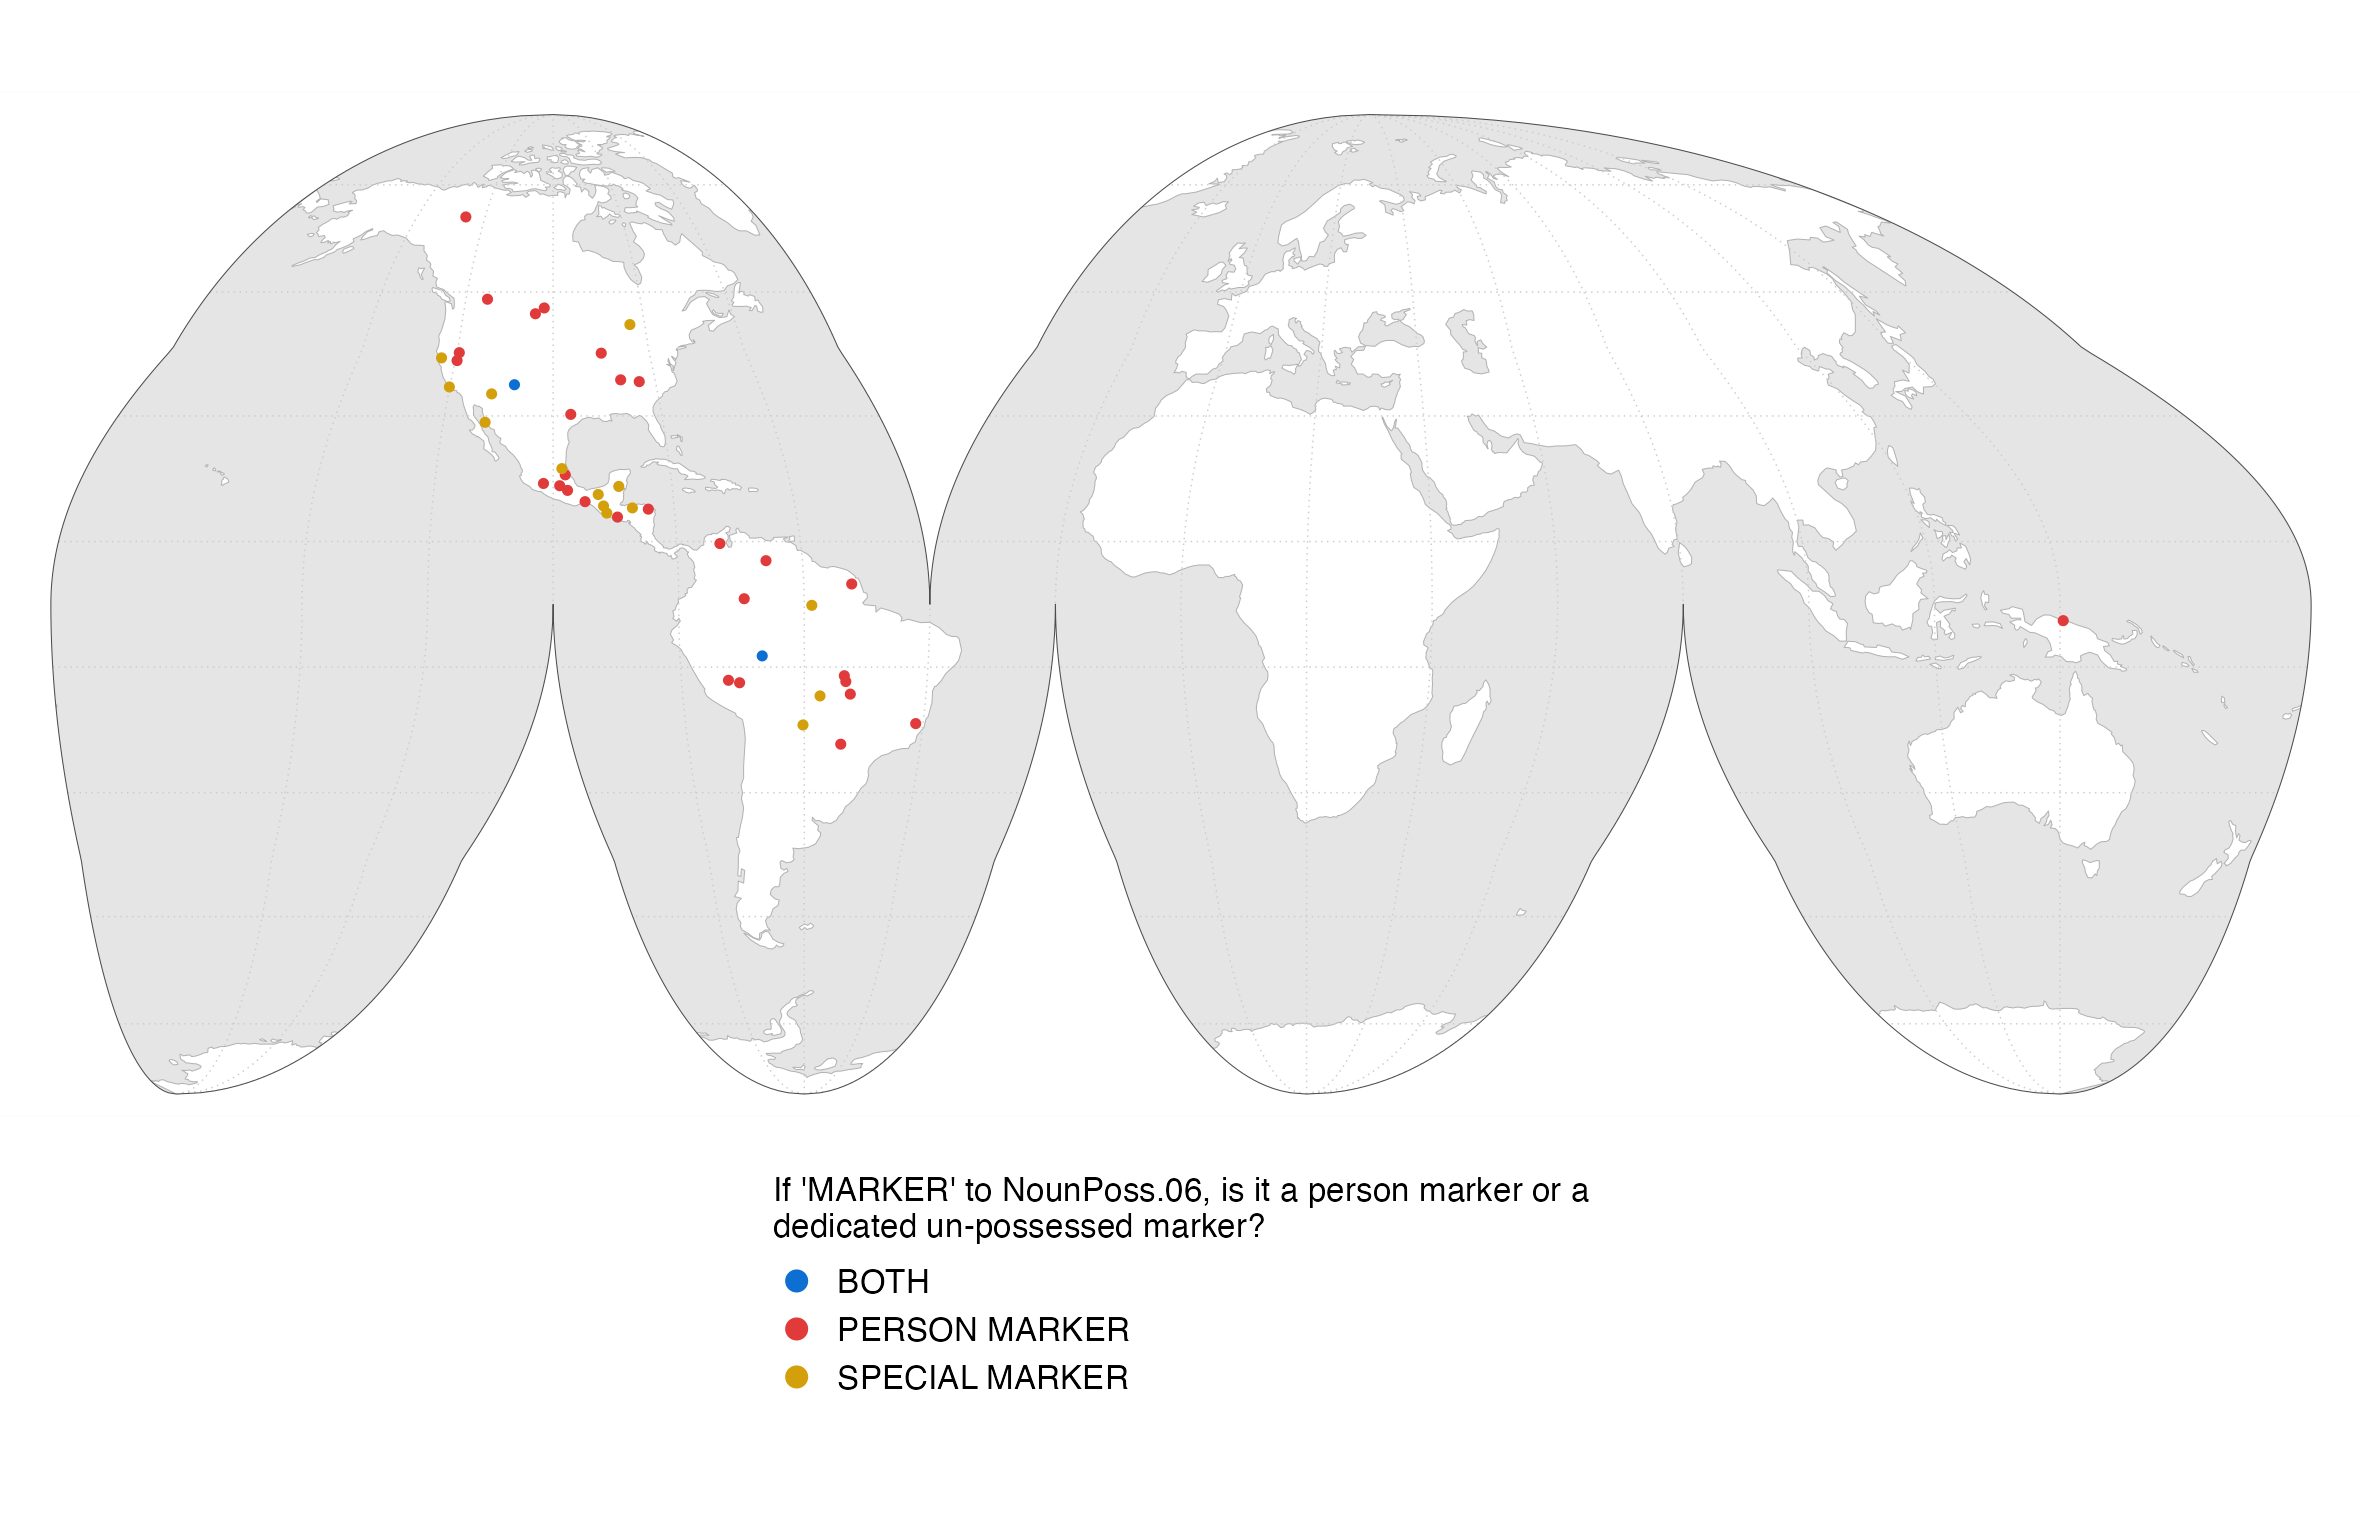 If 'MARKER' to NounPoss.06, is it a person marker or a
dedicated un-possessed marker?
BOTH
PERSON MARKER
SPECIAL MARKER